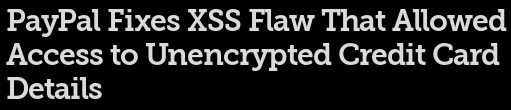 PayPal Fixes XSS Flaw That Allowed
Access to Unencrypted Credit Card
Details